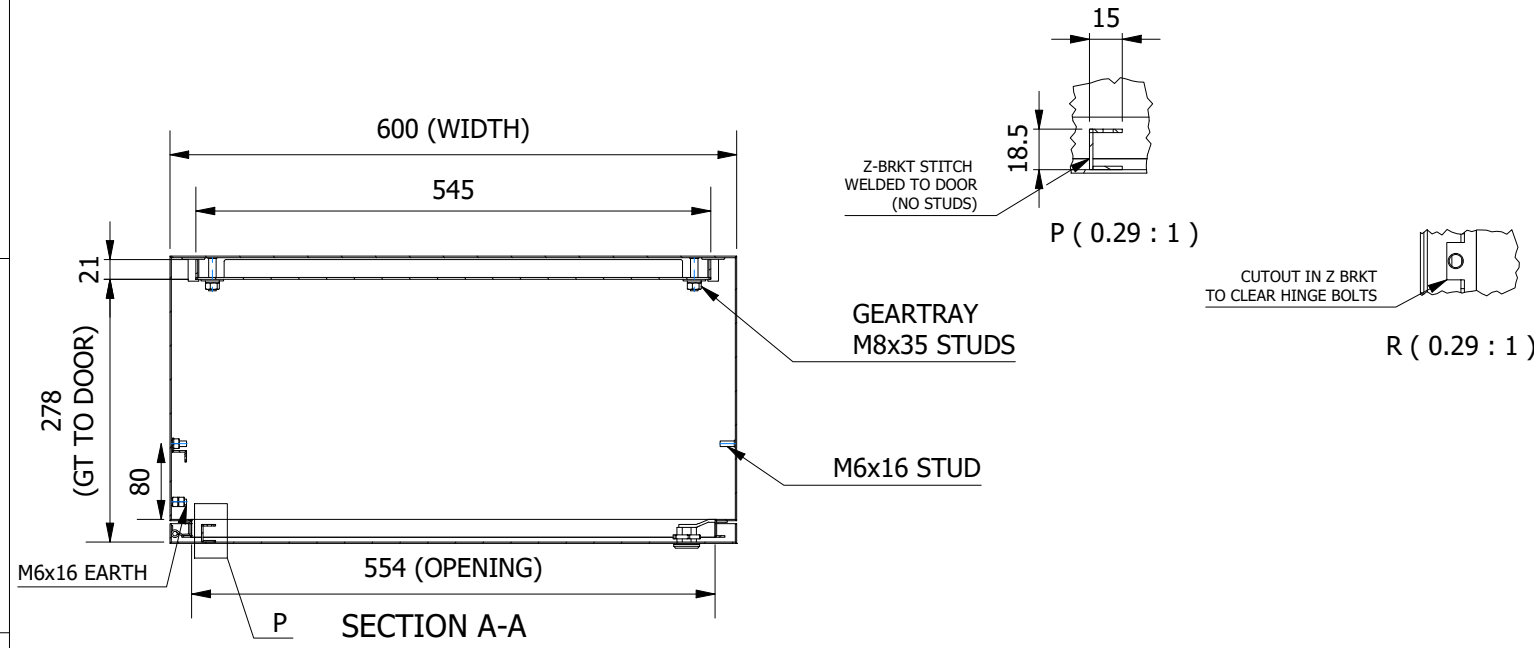 600 (WIDTH)
545
21
278
(GT TO DOOR)
80
GEARTRAY
M8x35 STUDS
M6x16 STUD
M6x16 EARTH
554 (OPENING)
P
SECTION A-A
15
18.5
Z-BRKT STITCH
WELDED TO DOOR
(NO STUDS)
P ( 0.29 : 1 )
CUTOUT IN Z BRKT
TO CLEAR HINGE BOLTS
R ( 0.29 : 1 )